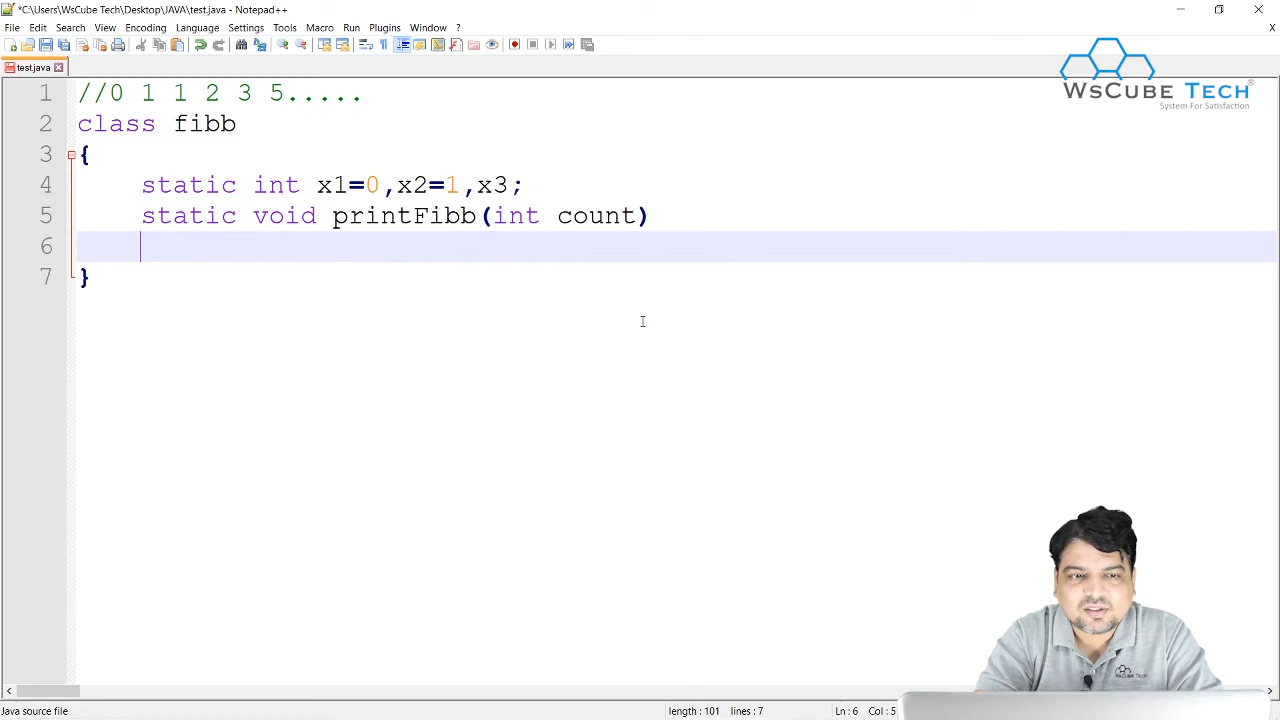 *C:\Users\WsCube Tech\Desktop\JAVA\test.java - Notepad++
File Edit Search View Encoding Language Settings Tools Macro Run Plugins Window ?
X
test.java
WsCube Tech®
System For Satisfaction
1 //0 1 1 2 3 5.....
2 class fibb
3 {
4 static int x1=0,x2=1,x3;
5 static void printFibb(int count)
6
7 }
Java source file length : 101 lines : 7 Ln : 6 Col : 5